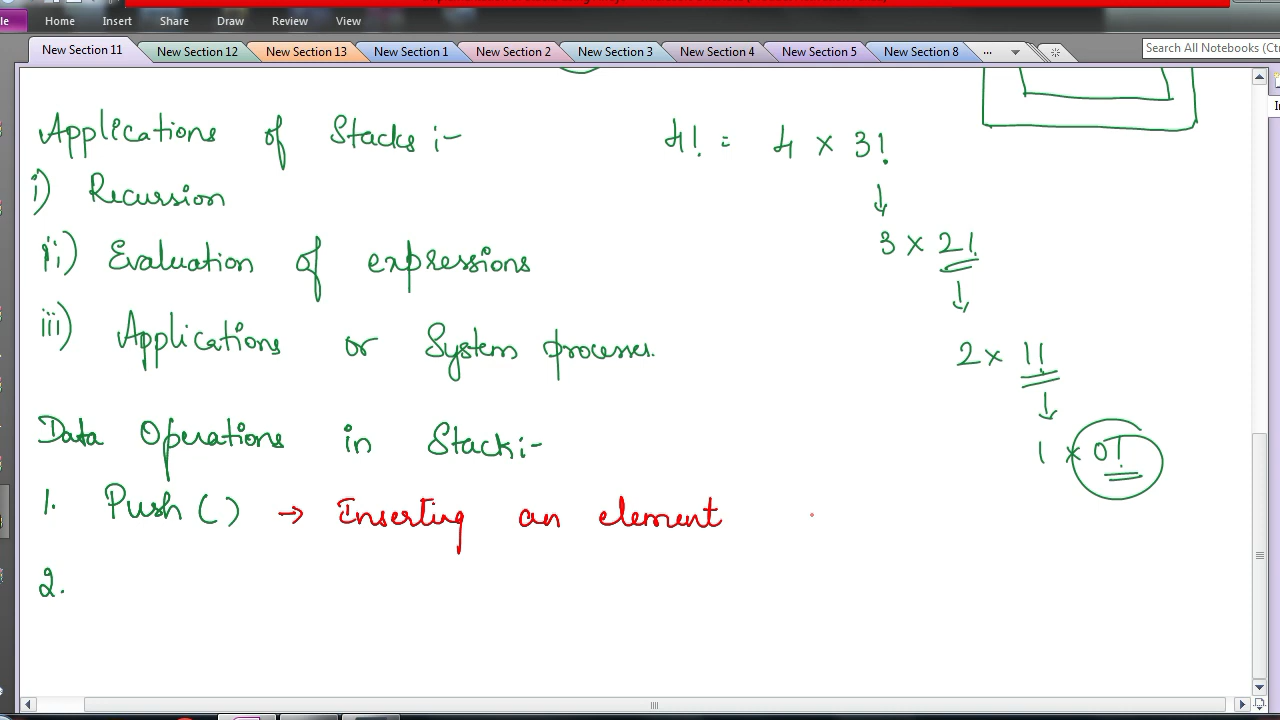 Home Insert Share Draw Review View
New Section 11 New Section 12 New Section 13 New Section 1 New Section 2 New Section 3 New Section 4 New Section 5 New Section 8 ... Search All Notebooks (Ctr
Applications of Stacks :-
i) Recursion
ii) Evaluation of expressions
iii) Applications or System processes.
Data Operations in Stack :-
1. Push ( ) → Inserting an element
2.
4! = 4 × 3!
↓
3 × 2!
↓
2 × 1!
↓
1 × 0!